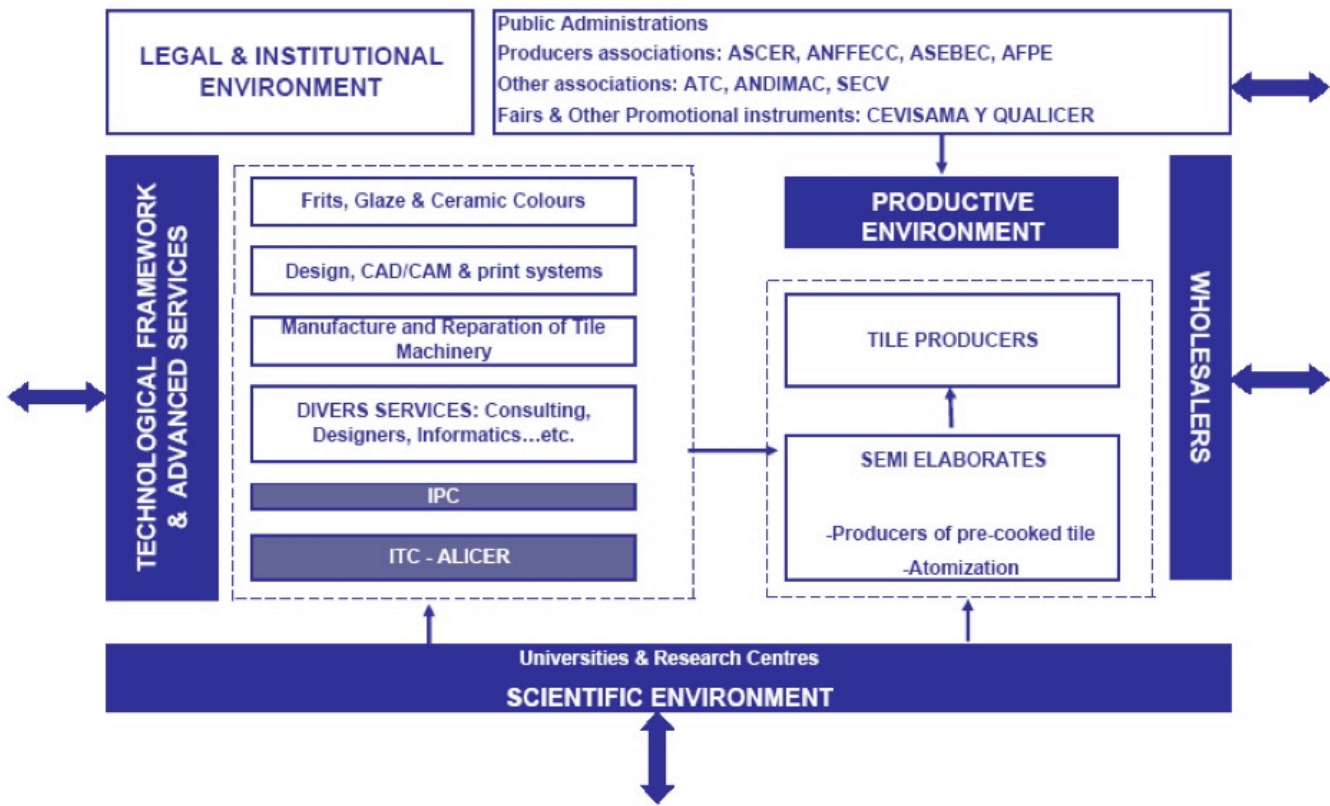 LEGAL & INSTITUTIONAL
ENVIRONMENT
Public Administrations
Producers associations: ASCER, ANFFECC, ASEBEC, AFPE
Other associations: ATC, ANDIMAC, SECV
Fairs & Other Promotional instruments: CEVISAMA Y QUALICER
TECHNOLOGICAL FRAMEWORK
& ADVANCED SERVICES
Frits, Glaze & Ceramic Colours
Design, CAD/CAM & print systems
Manufacture and Reparation of Tile
Machinery
DIVERS SERVICES: Consulting,
Designers, Informatics...etc.
IPC
ITC - ALICER
PRODUCTIVE
ENVIRONMENT
TILE PRODUCERS
SEMI ELABORATES
-Producers of pre-cooked tile
-Atomization
WHOLESALERS
Universities & Research Centres
SCIENTIFIC ENVIRONMENT